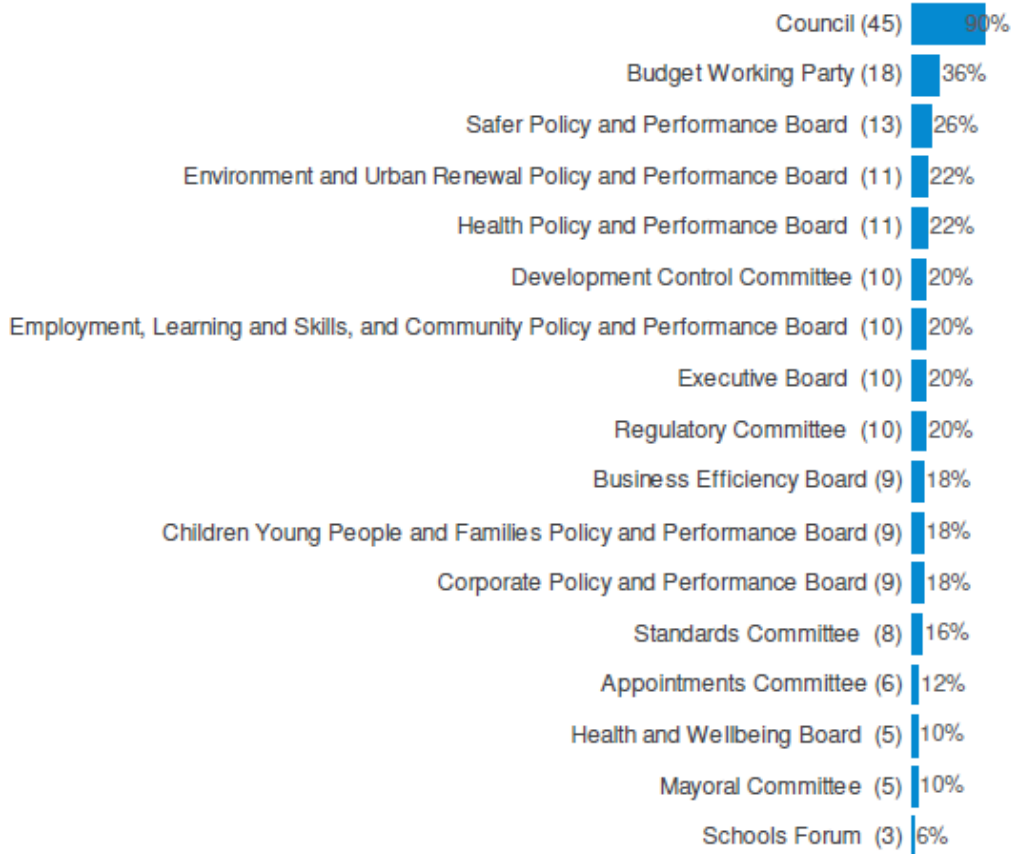 Council (45) 90%
Budget Working Party (18) 36%
Safer Policy and Performance Board (13) 26%
Environment and Urban Renewal Policy and Performance Board (11) 22%
Health Policy and Performance Board (11) 22%
Development Control Committee (10) 20%
Employment, Learning and Skills, and Community Policy and Performance Board (10) 20%
Executive Board (10) 20%
Regulatory Committee (10) 20%
Business Efficiency Board (9) 18%
Children Young People and Families Policy and Performance Board (9) 18%
Corporate Policy and Performance Board (9) 18%
Standards Committee (8) 16%
Appointments Committee (6) 12%
Health and Wellbeing Board (5) 10%
Mayoral Committee (5) 10%
Schools Forum (3) 6%